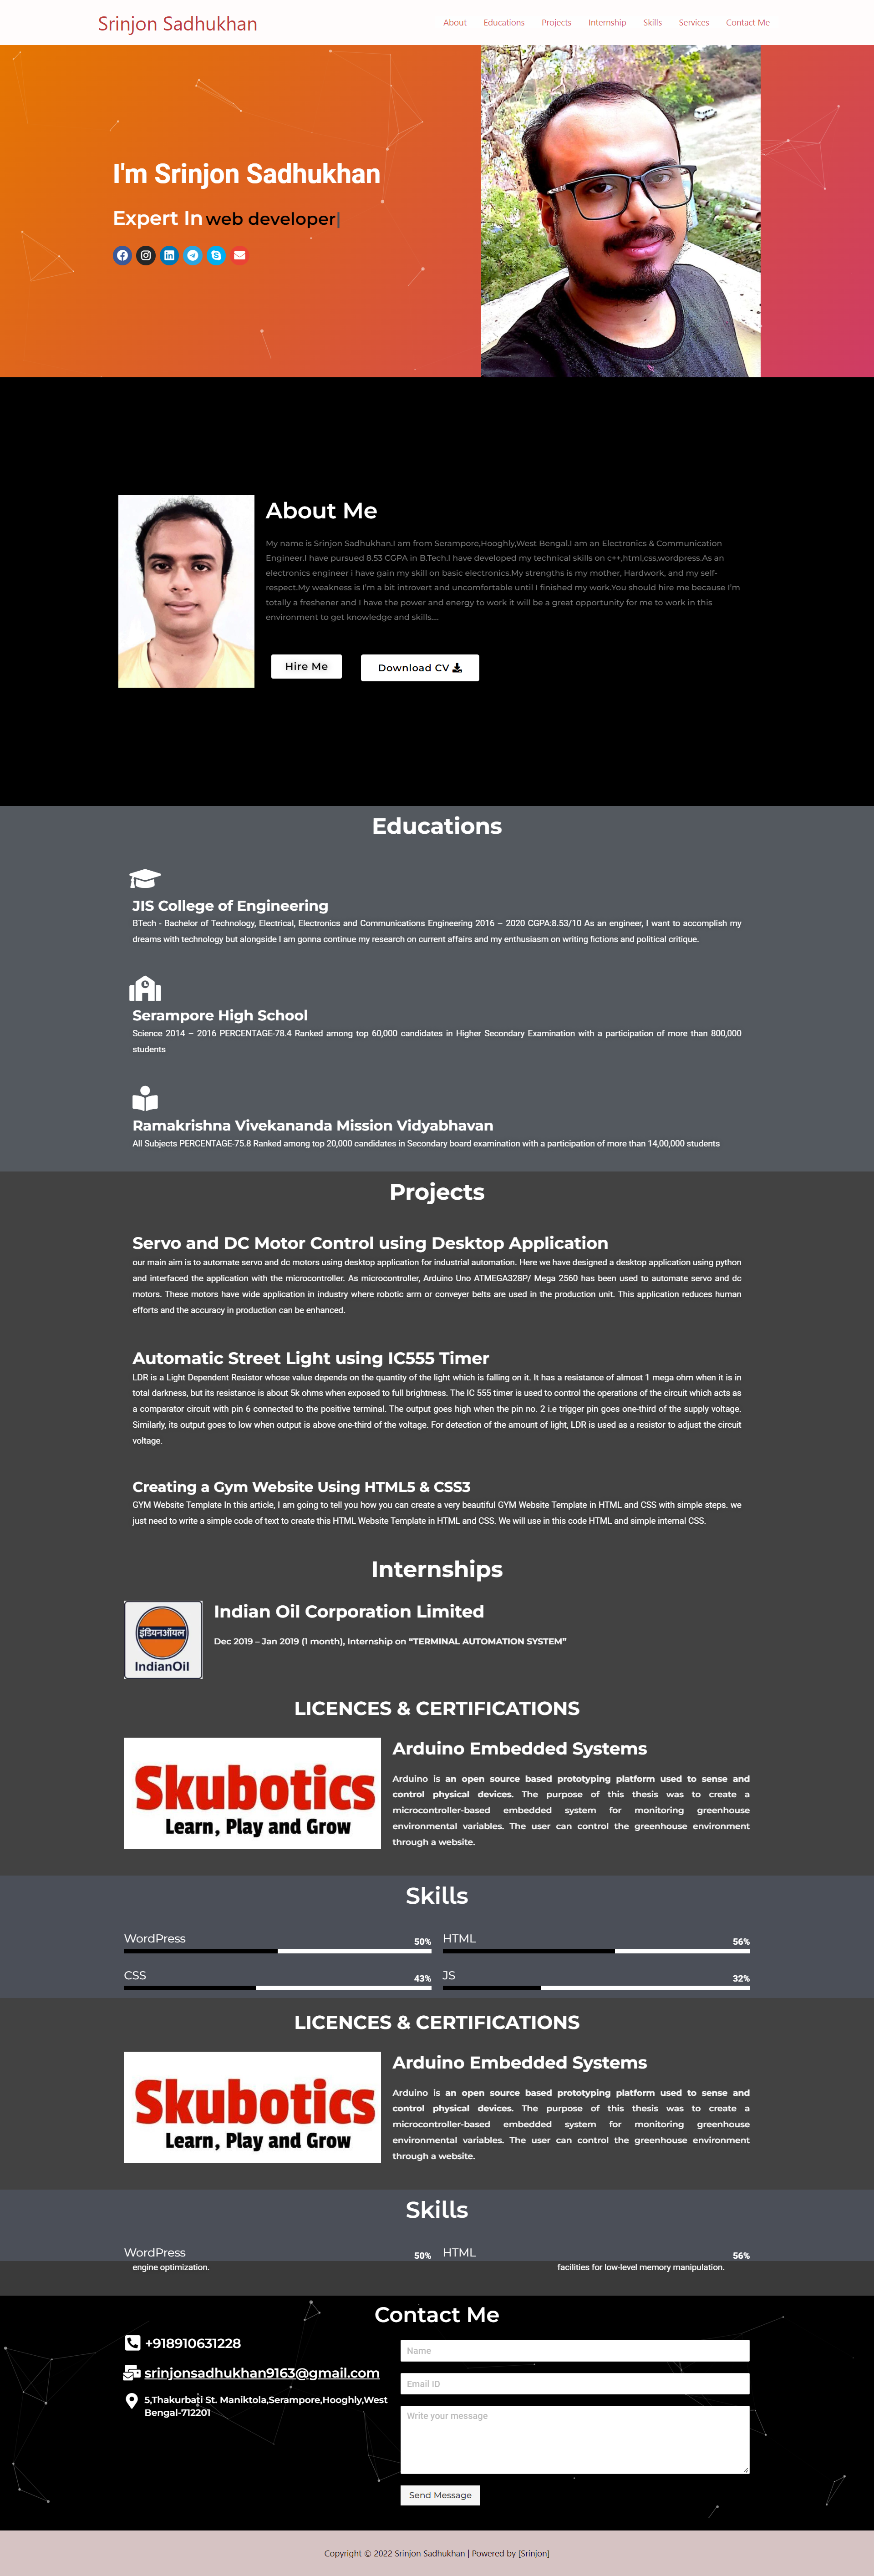 Srinjon Sadhukhan
About Educations Projects Internship Skills Services Contact Me
I'm Srinjon Sadhukhan
Expert In web developer|
About Me
My name is Srinjon Sadhukhan.I am from Serampore,Hooghly,West Bengal.I am an Electronics & Communication
Engineer.I have pursued 8.53 CGPA in B.Tech.I have developed my technical skills on c++,html,css,wordpress.As an
electronics engineer i have gain my skill on basic electronics.My strengths is my mother, Hardwork, and my self-
respect.My weakness is I'm a bit introvert and uncomfortable until I finished my work.You should hire me because I'm
totally a freshener and I have the power and energy to work it will be a great opportunity for me to work in this
environment to get knowledge and skills....
Hire Me Download CV
Educations
JIS College of Engineering
BTech - Bachelor of Technology, Electrical, Electronics and Communications Engineering 2016 – 2020 CGPA:8.53/10 As an engineer, I want to accomplish my
dreams with technology but alongside I am gonna continue my research on current affairs and my enthusiasm on writing fictions and political critique.
Serampore High School
Science 2014 – 2016 PERCENTAGE-78.4 Ranked among top 60,000 candidates in Higher Secondary Examination with a participation of more than 800,000
students
Ramakrishna Vivekananda Mission Vidyabhavan
All Subjects PERCENTAGE-75.8 Ranked among top 20,000 candidates in Secondary board examination with a participation of more than 14,00,000 students
Projects
Servo and DC Motor Control using Desktop Application
our main aim is to automate servo and dc motors using desktop application for industrial automation. Here we have designed a desktop application using python
and interfaced the application with the microcontroller. As microcontroller, Arduino Uno ATMEGA328P/ Mega 2560 has been used to automate servo and dc
motors. These motors have wide application in industry where robotic arm or conveyer belts are used in the production unit. This application reduces human
efforts and the accuracy in production can be enhanced.
Automatic Street Light using IC555 Timer
LDR is a Light Dependent Resistor whose value depends on the quantity of the light which is falling on it. It has a resistance of almost 1 mega ohm when it is in
total darkness, but its resistance is about 5k ohms when exposed to full brightness. The IC 555 timer is used to control the operations of the circuit which acts as
a comparator circuit with pin 6 connected to the positive terminal. The output goes high when the pin no. 2 i.e trigger pin goes one-third of the supply voltage.
Similarly, its output goes to low when output is above one-third of the voltage. For detection of the amount of light, LDR is used as a resistor to adjust the circuit
voltage.
Creating a Gym Website Using HTML5 & CSS3
GYM Website Template In this article, I am going to tell you how you can create a very beautiful GYM Website Template in HTML and CSS with simple steps. we
just need to write a simple code of text to create this HTML Website Template in HTML and CSS. We will use in this code HTML and simple internal CSS.
Internships
इंडियनऑयल
IndianOil
Indian Oil Corporation Limited
Dec 2019 – Jan 2019 (1 month), Internship on “TERMINAL AUTOMATION SYSTEM”
LICENCES & CERTIFICATIONS
Skubotics
Learn, Play and Grow
Arduino Embedded Systems
Arduino is an open source based prototyping platform used to sense and
control physical devices. The purpose of this thesis was to create a
microcontroller-based embedded system for monitoring greenhouse
environmental variables. The user can control the greenhouse environment
through a website.
Skills
WordPress 50% HTML 56%
CSS 43% JS 32%
LICENCES & CERTIFICATIONS
Skubotics
Learn, Play and Grow
Arduino Embedded Systems
Arduino is an open source based prototyping platform used to sense and
control physical devices. The purpose of this thesis was to create a
microcontroller-based embedded system for monitoring greenhouse
environmental variables. The user can control the greenhouse environment
through a website.
Skills
WordPress 50% HTML 56%
engine optimization. facilities for low-level memory manipulation.
Contact Me
+918910631228
srinjonsadhukhan9163@gmail.com
5,Thakurbati St. Maniktola,Serampore,Hooghly,West
Bengal-712201
Name
Email ID
Write your message
Send Message
Copyright © 2022 Srinjon Sadhukhan | Powered by [Srinjon]